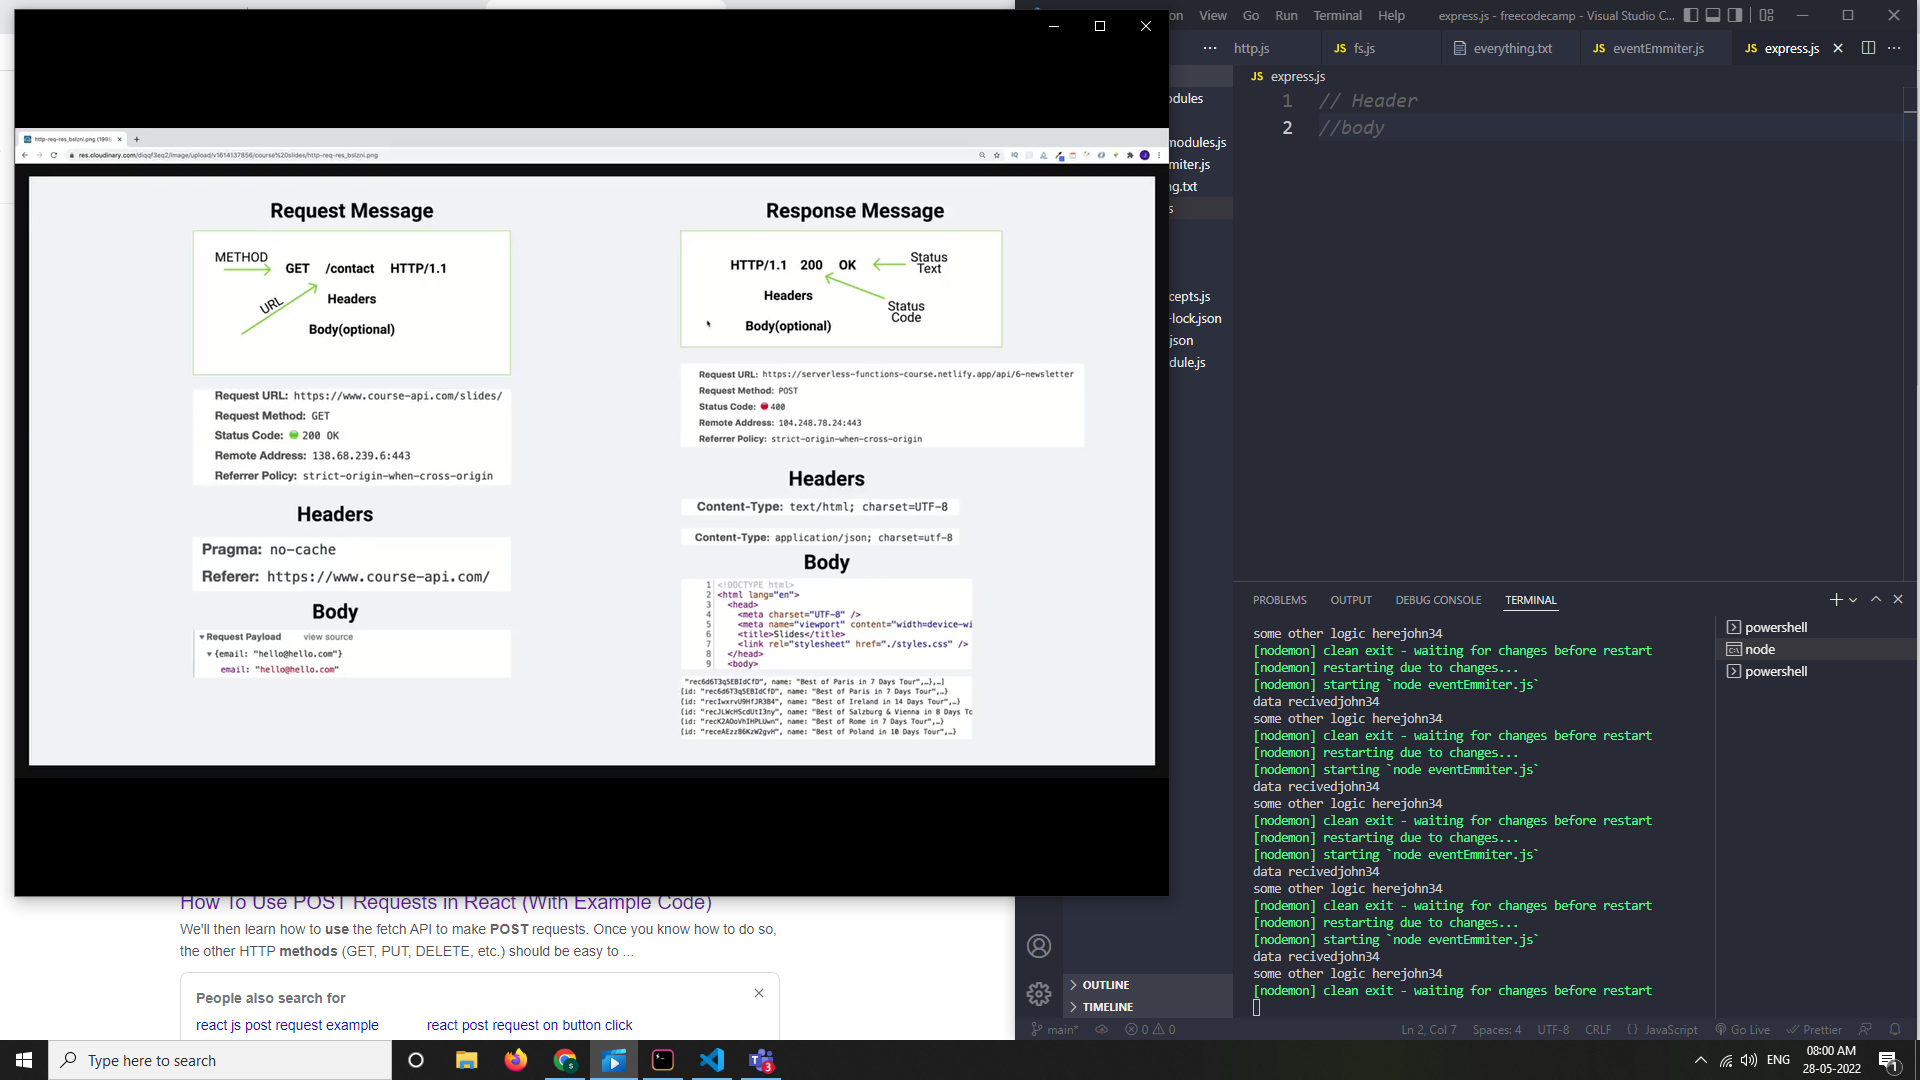 http-req-res_bslzni.png (1998
res.cloudinary.com/diqqf3eq2/image/upload/v1614137856/course%20slides/http-req-res_bslzni.png
Request Message
METHOD
GET /contact HTTP/1.1
URL
Headers
Body(optional)
Request URL: https://www.course-api.com/slides/
Request Method: GET
Status Code: 200 OK
Remote Address: 138.68.239.6:443
Referrer Policy: strict-origin-when-cross-origin
Headers
Pragma: no-cache
Referer: https://www.course-api.com/
Body
Request Payload view source
{email: "hello@hello.com"}
email: "hello@hello.com"
Response Message
HTTP/1.1 200 OK
Status Text
Headers
Status Code
Body(optional)
Request URL: https://serverless-functions-course.netlify.app/api/6-newsletter
Request Method: POST
Status Code: 400
Remote Address: 104.248.78.24:443
Referrer Policy: strict-origin-when-cross-origin
Headers
Content-Type: text/html; charset=UTF-8
Content-Type: application/json; charset=utf-8
Body
1 <!DOCTYPE html>
2 <html lang="en">
3 <head>
4 <meta charset="UTF-8" />
5 <meta name="viewport" content="width=device-wi
6 <title>Slides</title>
7 <link rel="stylesheet" href="./styles.css" />
8 </head>
9 <body>
"rec6d6T3q5EBIdCfD", name: "Best of Paris in 7 Days Tour",…},…]
{id: "rec6d6T3q5EBIdCfD", name: "Best of Paris in 7 Days Tour",…}
{id: "recIwxrvU9HfJR3B4", name: "Best of Ireland in 14 Days Tour",…}
{id: "recJLWcHScdUtI3ny", name: "Best of Salzburg & Vienna in 8 Days To
{id: "recK2AOoVhIHPLUwn", name: "Best of Rome in 7 Days Tour",…}
{id: "receAEzz86KzW2gvH", name: "Best of Poland in 10 Days Tour",…}
How To Use POST Requests in React (With Example Code)
We'll then learn how to use the fetch API to make POST requests. Once you know how to do so,
the other HTTP methods (GET, PUT, DELETE, etc.) should be easy to ...
People also search for
react js post request example
react post request on button click
on View Go Run Terminal Help
express.js - freecodecamp - Visual Studio C...
http.js
JS fs.js
everything.txt
JS eventEmmiter.js
JS express.js
JS express.js
odules
modules.js
miter.js
ng.txt
s
cepts.js
-lock.json
json
dule.js
OUTLINE
TIMELINE
1 // Header
2 //body
PROBLEMS OUTPUT DEBUG CONSOLE TERMINAL
some other logic herejohn34
[nodemon] clean exit - waiting for changes before restart
[nodemon] restarting due to changes...
[nodemon] starting `node eventEmmiter.js`
data recivedjohn34
some other logic herejohn34
[nodemon] clean exit - waiting for changes before restart
[nodemon] restarting due to changes...
[nodemon] starting `node eventEmmiter.js`
data recivedjohn34
some other logic herejohn34
[nodemon] clean exit - waiting for changes before restart
[nodemon] restarting due to changes...
[nodemon] starting `node eventEmmiter.js`
data recivedjohn34
some other logic herejohn34
[nodemon] clean exit - waiting for changes before restart
[nodemon] restarting due to changes...
[nodemon] starting `node eventEmmiter.js`
data recivedjohn34
some other logic herejohn34
[nodemon] clean exit - waiting for changes before restart
powershell
node
powershell
main* 0 0 Ln 2, Col 7 Spaces: 4 UTF-8 CRLF {} JavaScript Go Live Prettier
Type here to search
3
ENG
08:00 AM
28-05-2022
1